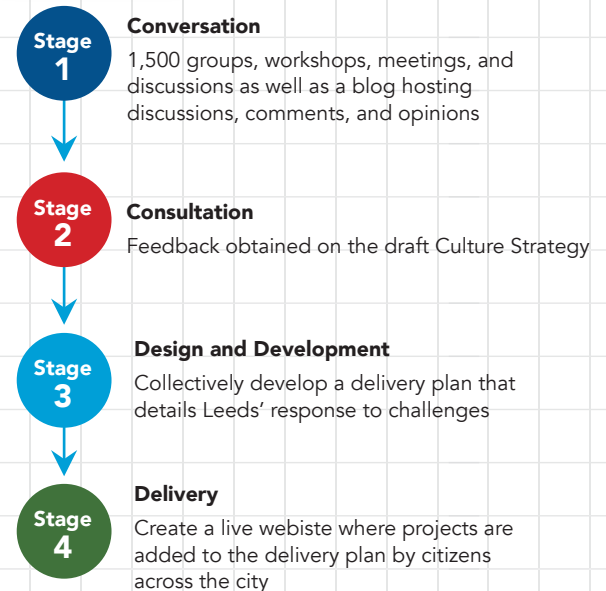 Stage
1
Conversation
1,500 groups, workshops, meetings, and
discussions as well as a blog hosting
discussions, comments, and opinions
Stage
2
Consultation
Feedback obtained on the draft Culture Strategy
Stage
3
Design and Development
Collectively develop a delivery plan that
details Leeds’ response to challenges
Stage
4
Delivery
Create a live webiste where projects are
added to the delivery plan by citizens
across the city